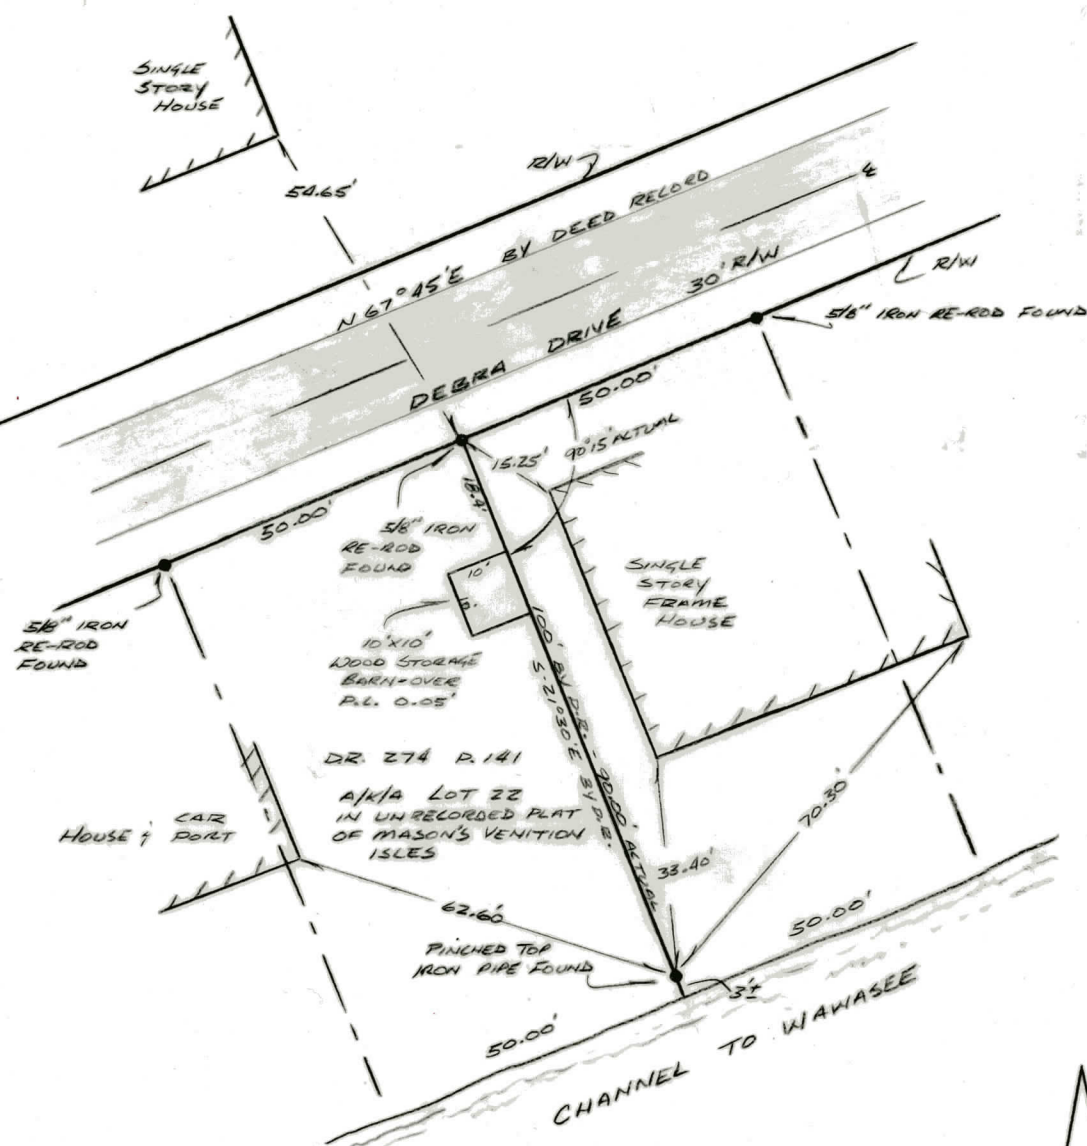 SINGLE
STORY
HOUSE
54.65'
R/W
N 67° 45' E BY DEED RECORD
℄
30' R/W
R/W
DEBRA DRIVE
5/8" IRON RE-ROD FOUND
50.00'
15.25'
90°15' ACTUAL
18.4'
50.00'
5/8" IRON
RE-ROD
FOUND
10'
SINGLE
STORY
FRAME
HOUSE
5/8" IRON
RE-ROD
FOUND
10'X10'
WOOD STORAGE
BARN-OVER
P.L. 0.05'
100' BY D.R. - 90.00' ACTUAL
S. 21°30' E BY D.R.
D.R. 274 P. 141
A/K/A LOT 22
IN UNRECORDED PLAT
OF MASON'S VENITION
ISLES
HOUSE & CAR
PORT
70.30'
33.40'
62.60'
50.00'
PINCHED TOP
IRON PIPE FOUND
3'±
50.00'
CHANNEL TO WAWASEE